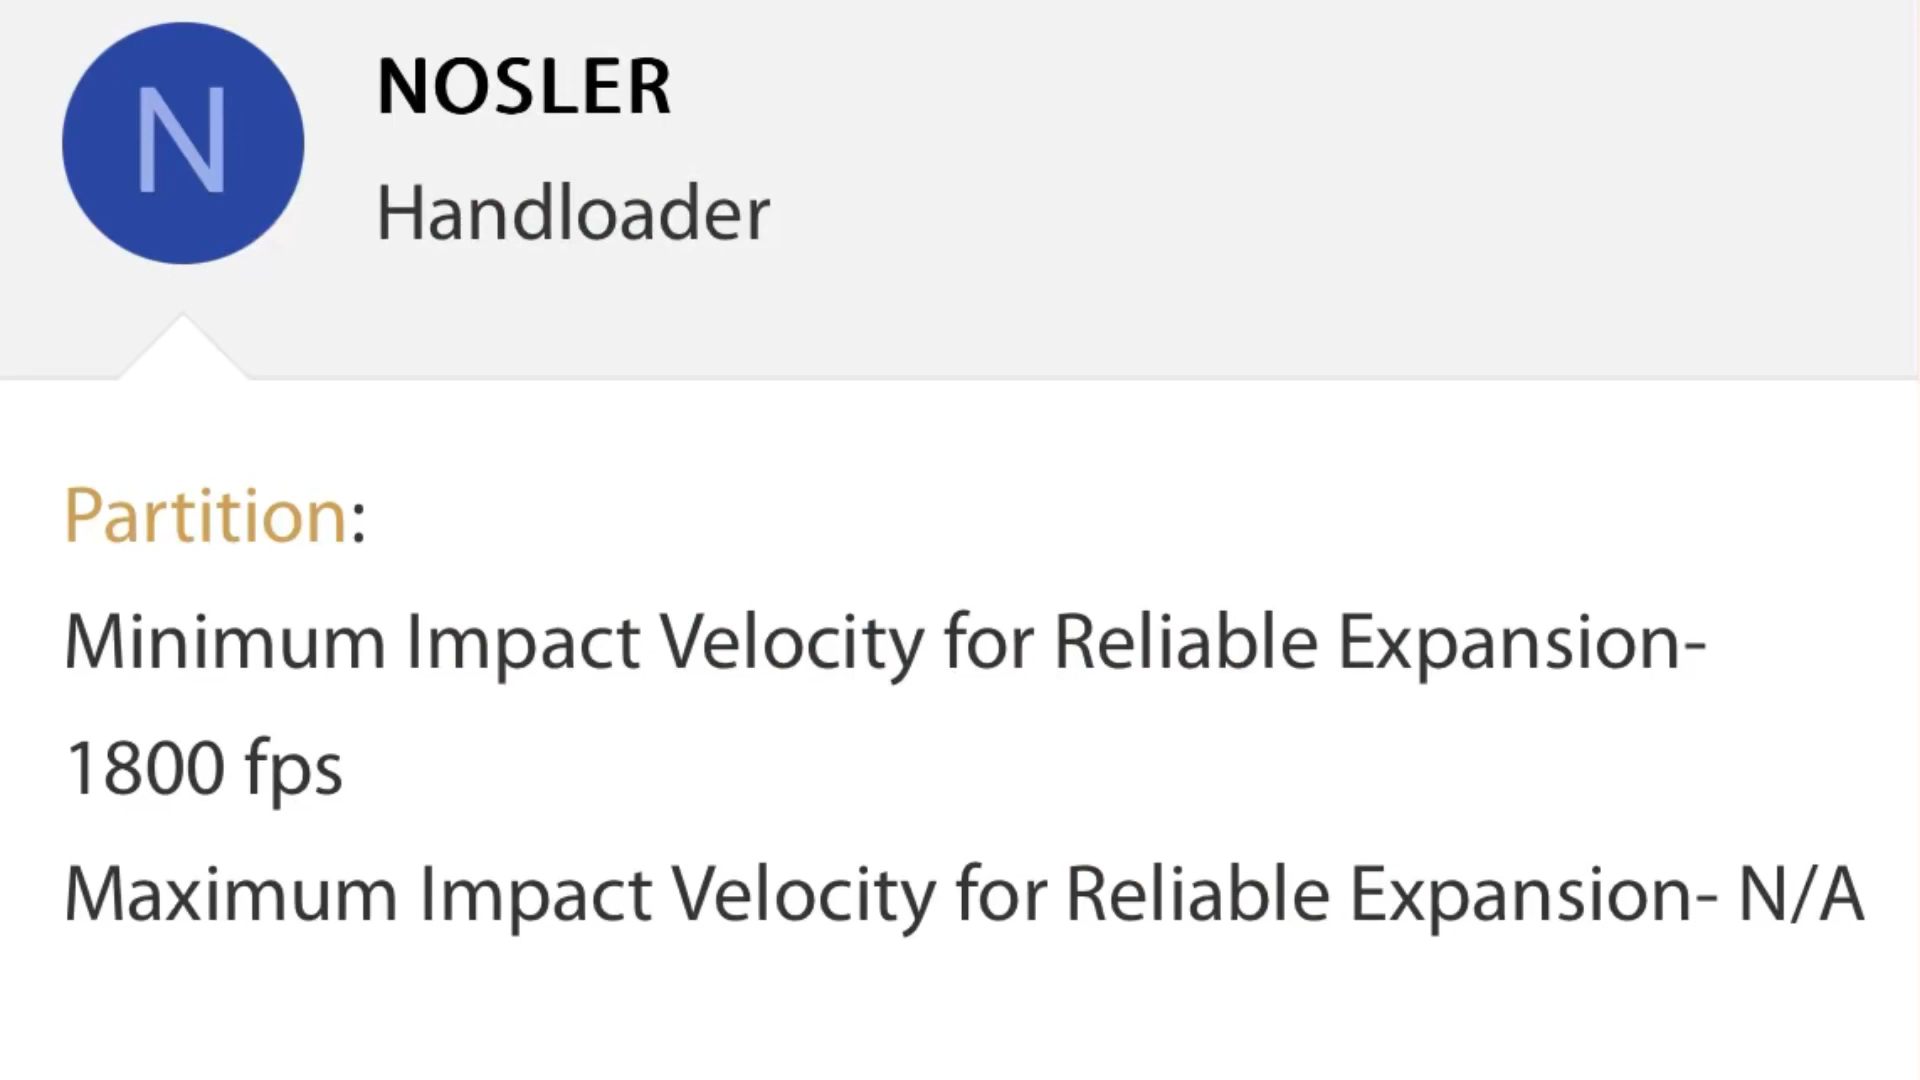 N
NOSLER
Handloader
Partition:
Minimum Impact Velocity for Reliable Expansion-
1800 fps
Maximum Impact Velocity for Reliable Expansion- N/A